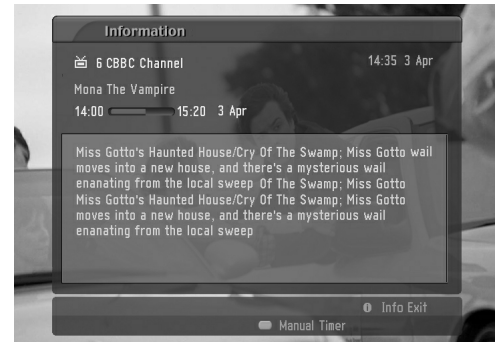 Information
6 CBBC Channel
14:35 3 Apr
Mona The Vampire
14:00 15:20 3 Apr
Miss Gotto's Haunted House/Cry Of The Swamp; Miss Gotto wail
moves into a new house, and there's a mysterious wail
enanating from the local sweep Of The Swamp; Miss Gotto
Miss Gotto's Haunted House/Cry Of The Swamp; Miss Gotto
moves into a new house, and there's a mysterious wail
enanating from the local sweep
Info Exit
Manual Timer